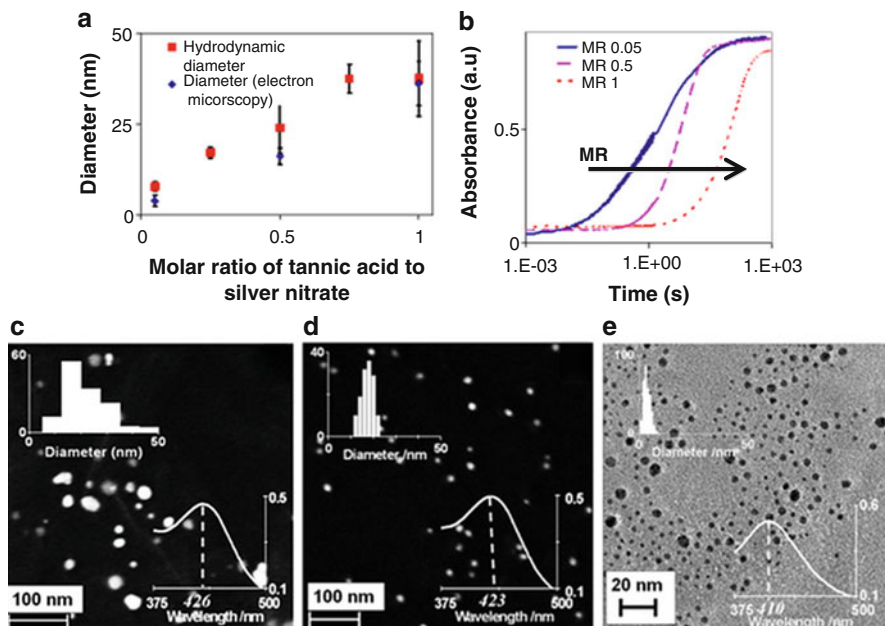 a
50
25
0
Diameter (nm)
Hydrodynamic
diameter
Diameter (electron
micorscopy)
0
0.5
1
Molar ratio of tannic acid to
silver nitrate
b
Absorbance (a.u)
0.5
0
MR 0.05
MR 0.5
MR 1
MR
1.E-03
1.E+00
1.E+03
Time (s)
c
60
0
0
50
Diameter (nm)
0.5
0.1
375
426
500
Wavelength /nm
100 nm
d
40
0
0
50
Diameter /nm
0.5
0.1
375
423
500
Wavelength /nm
100 nm
e
100
0
0
50
Diameter /nm
0.6
0.1
375
410
500
Wavelength /nm
20 nm